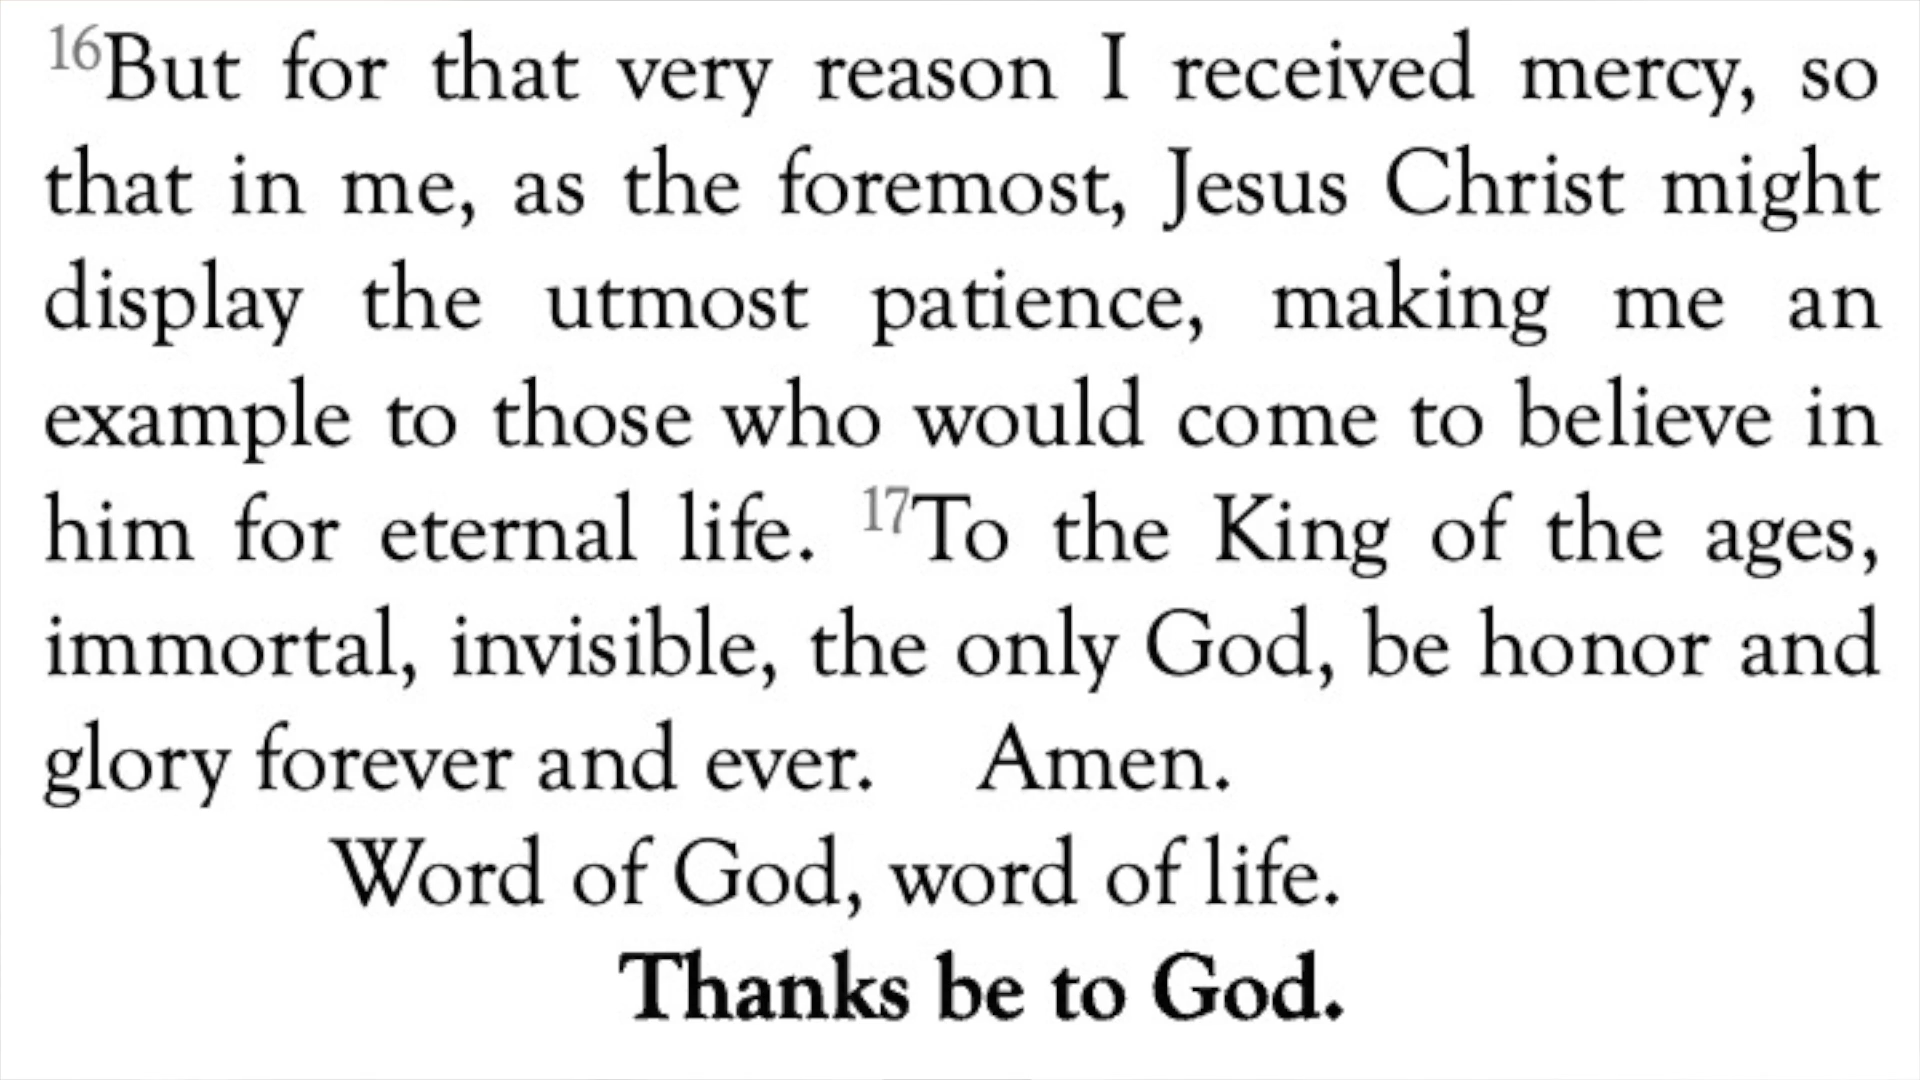 16But for that very reason I received mercy, so
that in me, as the foremost, Jesus Christ might
display the utmost patience, making me an
example to those who would come to believe in
him for eternal life. 17To the King of the ages,
immortal, invisible, the only God, be honor and
glory forever and ever. Amen.
Word of God, word of life.
Thanks be to God.